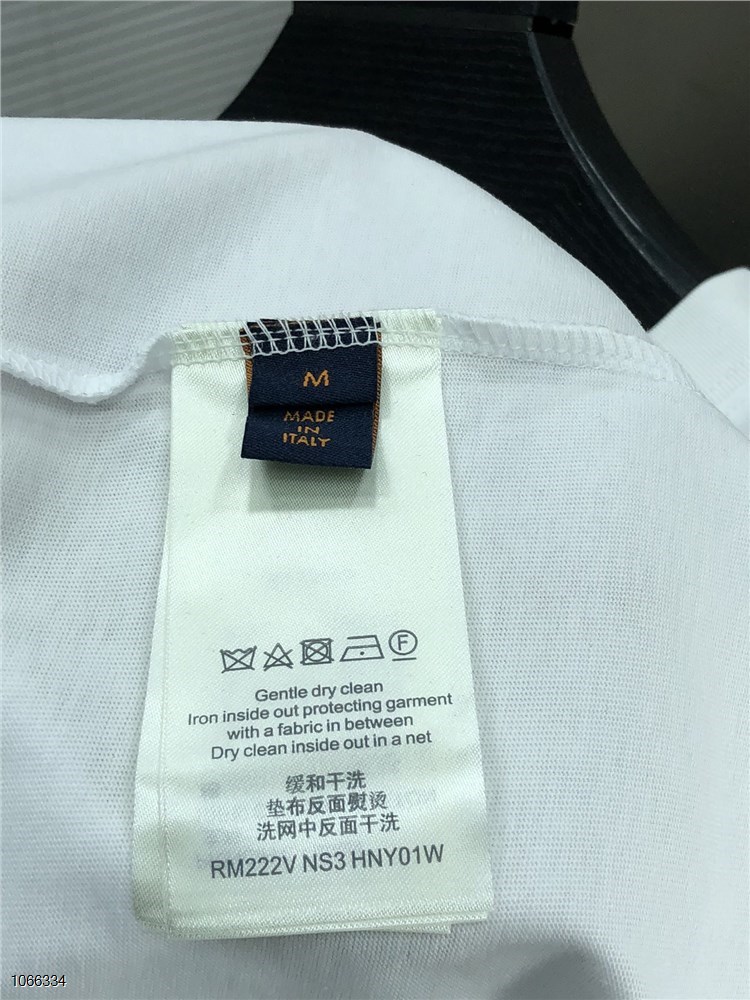 M
MADE
IN
ITALY
F
Gentle dry clean
Iron inside out protecting garment
with a fabric in between
Dry clean inside out in a net
缓和干洗
垫布反面熨烫
洗网中反面干洗
RM222V NS3 HNY01W
1066334